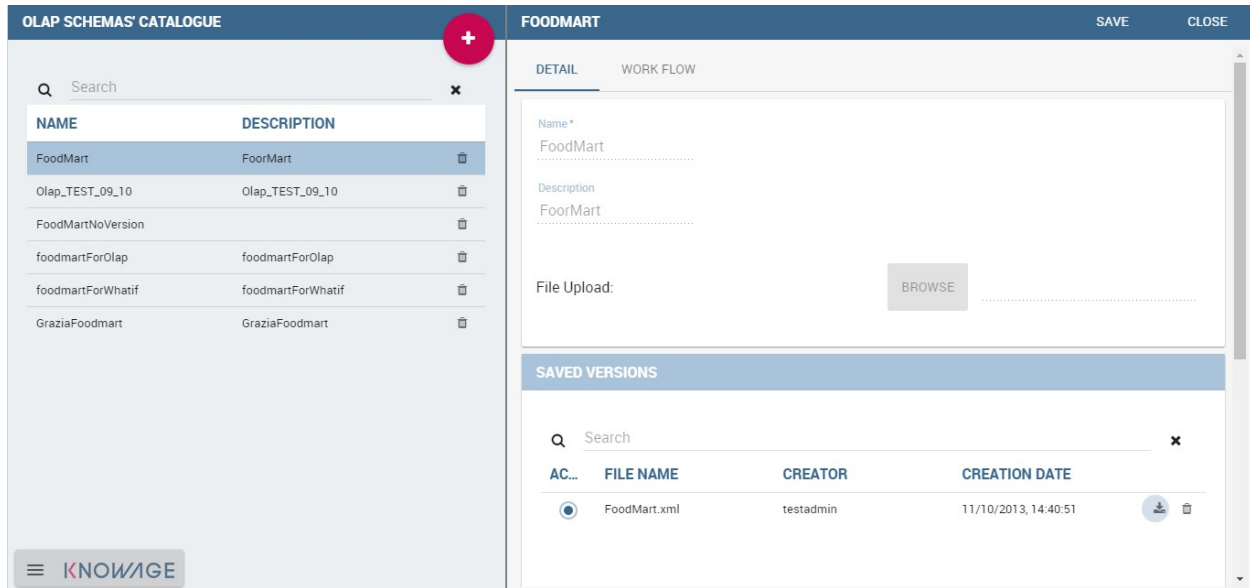 OLAP SCHEMAS' CATALOGUE
+
Search
NAME DESCRIPTION
FoodMart FoorMart
Olap_TEST_09_10 Olap_TEST_09_10
FoodMartNoVersion
foodmartForOlap foodmartForOlap
foodmartForWhatif foodmartForWhatif
GraziaFoodmart GraziaFoodmart
KNOWAGE
FOODMART SAVE CLOSE
DETAIL WORK FLOW
Name *
FoodMart
Description
FoorMart
File Upload: BROWSE
SAVED VERSIONS
Search
AC... FILE NAME CREATOR CREATION DATE
FoodMart.xml testadmin 11/10/2013, 14:40:51